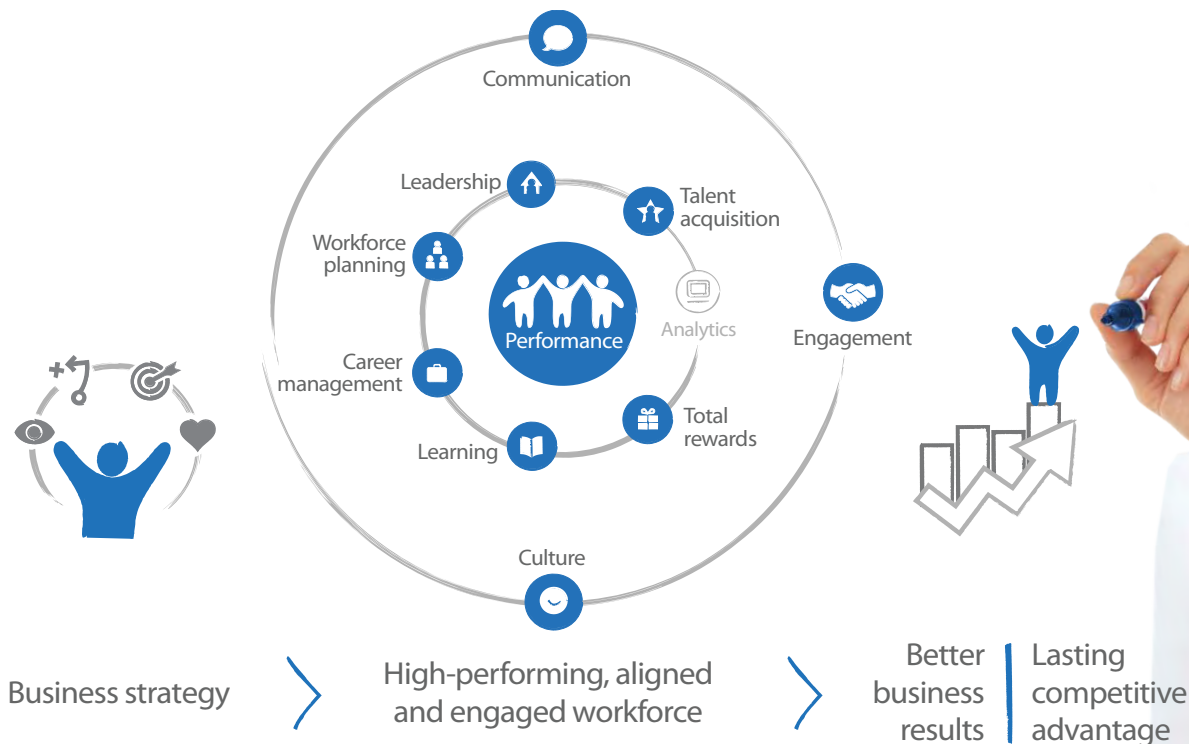 Communication
Leadership
Talent
acquisition
Workforce
planning
Performance
Analytics
Engagement
Career
management
Total
rewards
Learning
Culture
Business strategy
High-performing, aligned
and engaged workforce
Better
business
results
Lasting
competitive
advantage